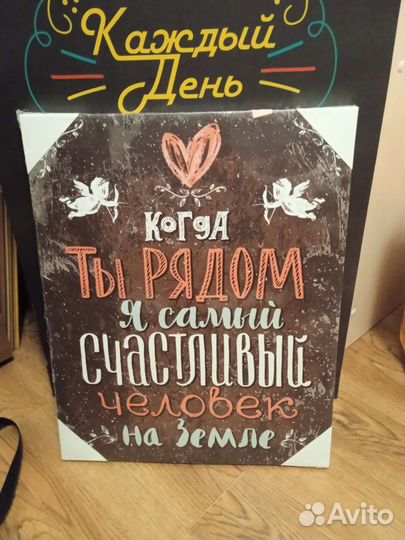 Каждый
День
КОГДА
ТЫ РЯДОМ
Я САМЫЙ
СЧАСТЛИВЫЙ
ЧЕЛОВЕК
НА ЗЕМЛЕ
Avito